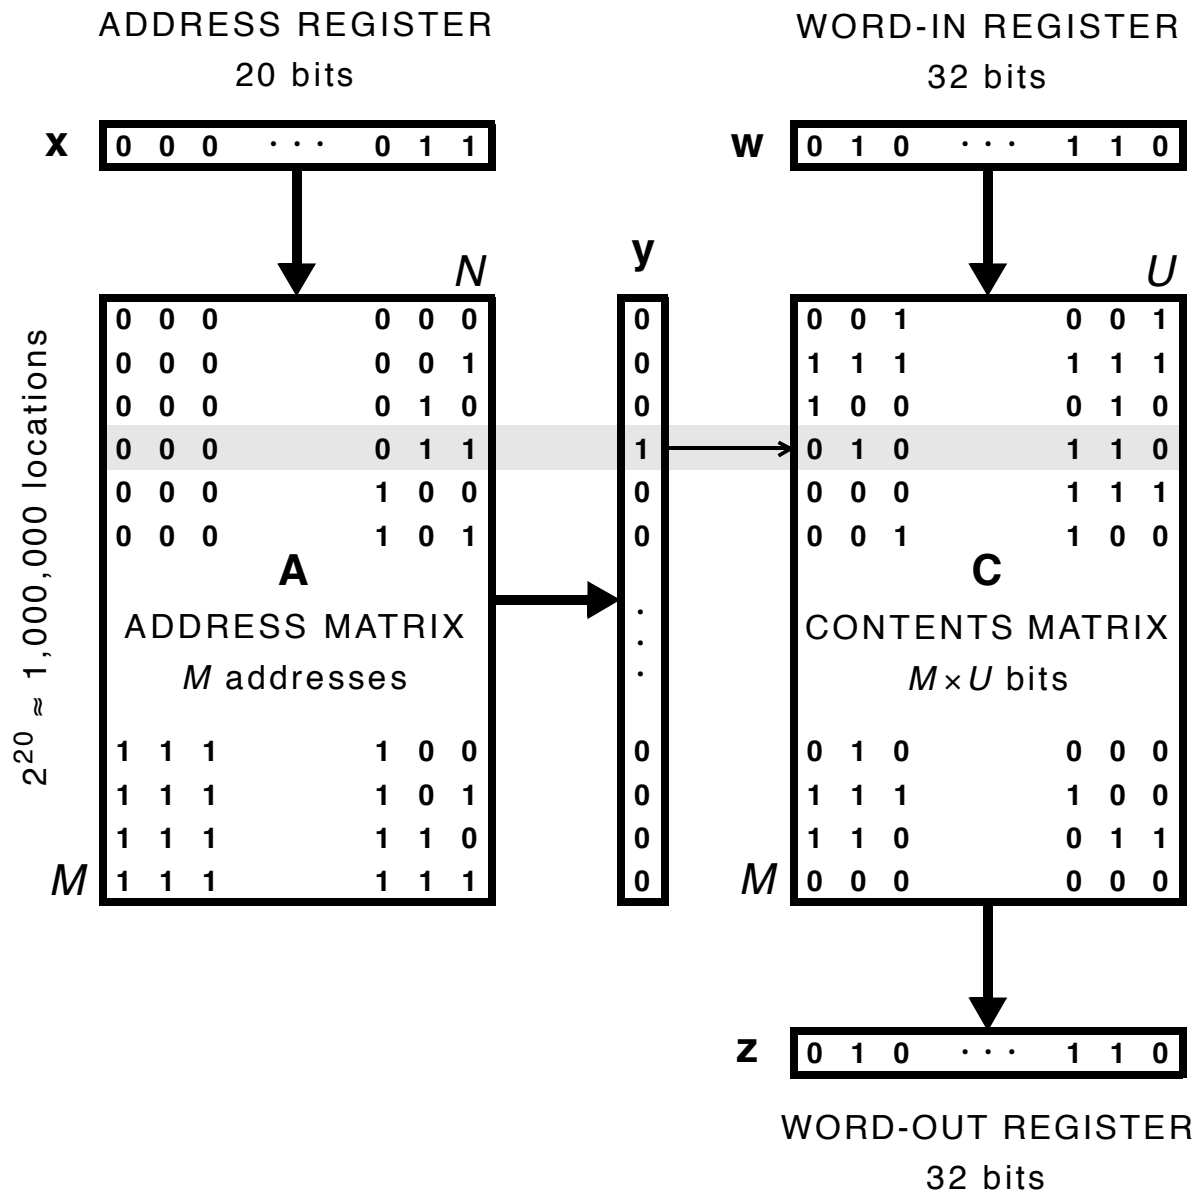 ADDRESS REGISTER
20 bits
WORD-IN REGISTER
32 bits
x
0 0 0 · · · 0 1 1
w
0 1 0 · · · 1 1 0
N
y
U
0 0 0 0 0 0
0 0 0 0 0 1
0 0 0 0 1 0
0 0 0 0 1 1
0 0 0 1 0 0
0 0 0 1 0 1
A
ADDRESS MATRIX
M addresses
1 1 1 1 0 0
1 1 1 1 0 1
1 1 1 1 1 0
M
1 1 1 1 1 1
2²⁰ ≈ 1,000,000 locations
0
0
0
1
0
0
·
·
·
0
0
0
0
0 0 1 0 0 1
1 1 1 1 1 1
1 0 0 0 1 0
0 1 0 1 1 0
0 0 0 1 1 1
0 0 1 1 0 0
C
CONTENTS MATRIX
M × U bits
0 1 0 0 0 0
1 1 1 1 0 0
1 1 0 0 1 1
M
0 0 0 0 0 0
z
0 1 0 · · · 1 1 0
WORD-OUT REGISTER
32 bits